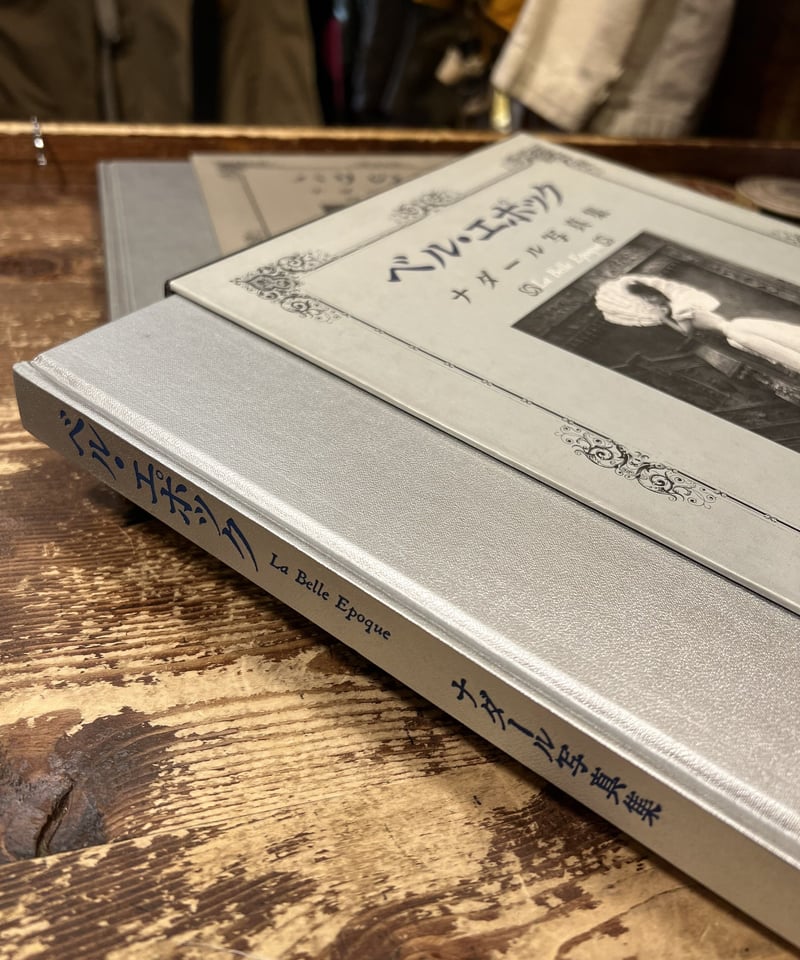 ベル・エポック
ナダール写真集
La Belle Epoque
ベル・エポック La Belle Epoque ナダール写真集